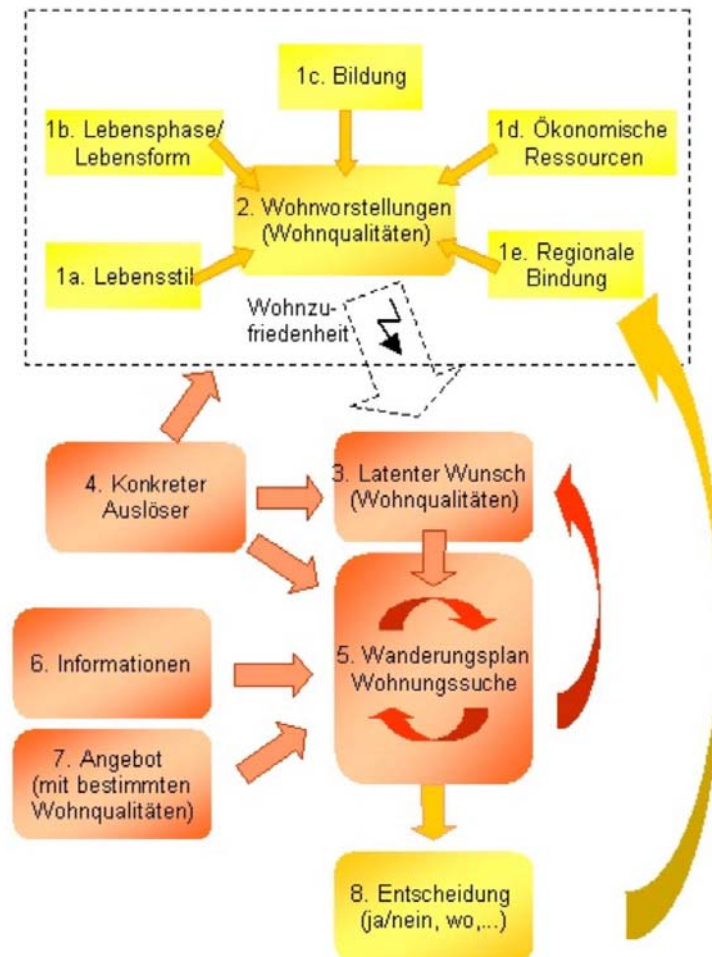 1c. Bildung
1b. Lebensphase/
Lebensform
1d. Ökonomische
Ressourcen
2. Wohnvorstellungen
(Wohnqualitäten)
1a. Lebensstil
1e. Regionale
Bindung
Wohnzu-
friedenheit
4. Konkreter
Auslöser
3. Latenter Wunsch
(Wohnqualitäten)
6. Informationen
5. Wanderungsplan
Wohnungssuche
7. Angebot
(mit bestimmten
Wohnqualitäten)
8. Entscheidung
(ja/nein, wo,...)